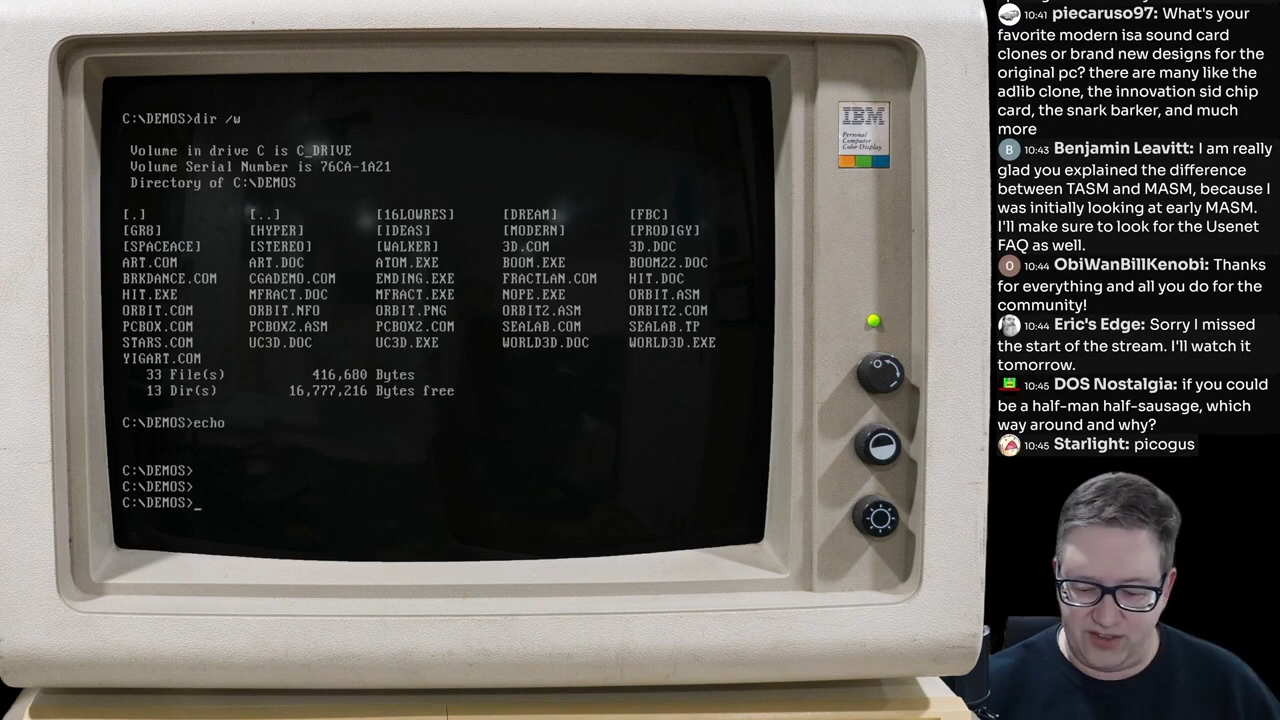 C:\DEMOS>dir /w
Volume in drive C is C_DRIVE
Volume Serial Number is 76CA-1A21
Directory of C:\DEMOS
[.] [..] [16LOWRES] [DREAM] [FBC]
[GR8] [HYPER] [IDEAS] [MODERN] [PRODIGY]
[SPACEACE] [STEREO] [WALKER] 3D.COM 3D.DOC
ART.COM ART.DOC ATOM.EXE BOOM.EXE BOOM22.DOC
BRKDANCE.COM CGADEMO.COM ENDING.EXE FRACTLAN.COM HIT.DOC
HIT.EXE MFRACT.DOC MFRACT.EXE NOPE.EXE ORBIT.ASM
ORBIT.COM ORBIT.NFO ORBIT.PNG ORBIT2.ASM ORBIT2.COM
PCBOX.COM PCBOX2.ASM PCBOX2.COM SEALAB.COM SEALAB.TP
STARS.COM UC3D.DOC UC3D.EXE WORLD3D.DOC WORLD3D.EXE
YIGART.COM
33 File(s) 416,680 Bytes
13 Dir(s) 16,777,216 Bytes free
C:\DEMOS>echo
C:\DEMOS>
C:\DEMOS>
C:\DEMOS>_
IBM
Personal
Computer
Color Display
10:41 piecaruso97: What's your
favorite modern isa sound card
clones or brand new designs for the
original pc? there are many like the
adlib clone, the innovation sid chip
card, the snark barker, and much
more
B 10:43 Benjamin Leavitt: I am really
glad you explained the difference
between TASM and MASM, because I
was initially looking at early MASM.
I'll make sure to look for the Usenet
FAQ as well.
O 10:44 ObiWanBillKenobi: Thanks
for everything and all you do for the
community!
10:44 Eric's Edge: Sorry I missed
the start of the stream. I'll watch it
tomorrow.
10:45 DOS Nostalgia: if you could
be a half-man half-sausage, which
way around and why?
10:45 Starlight: picogus